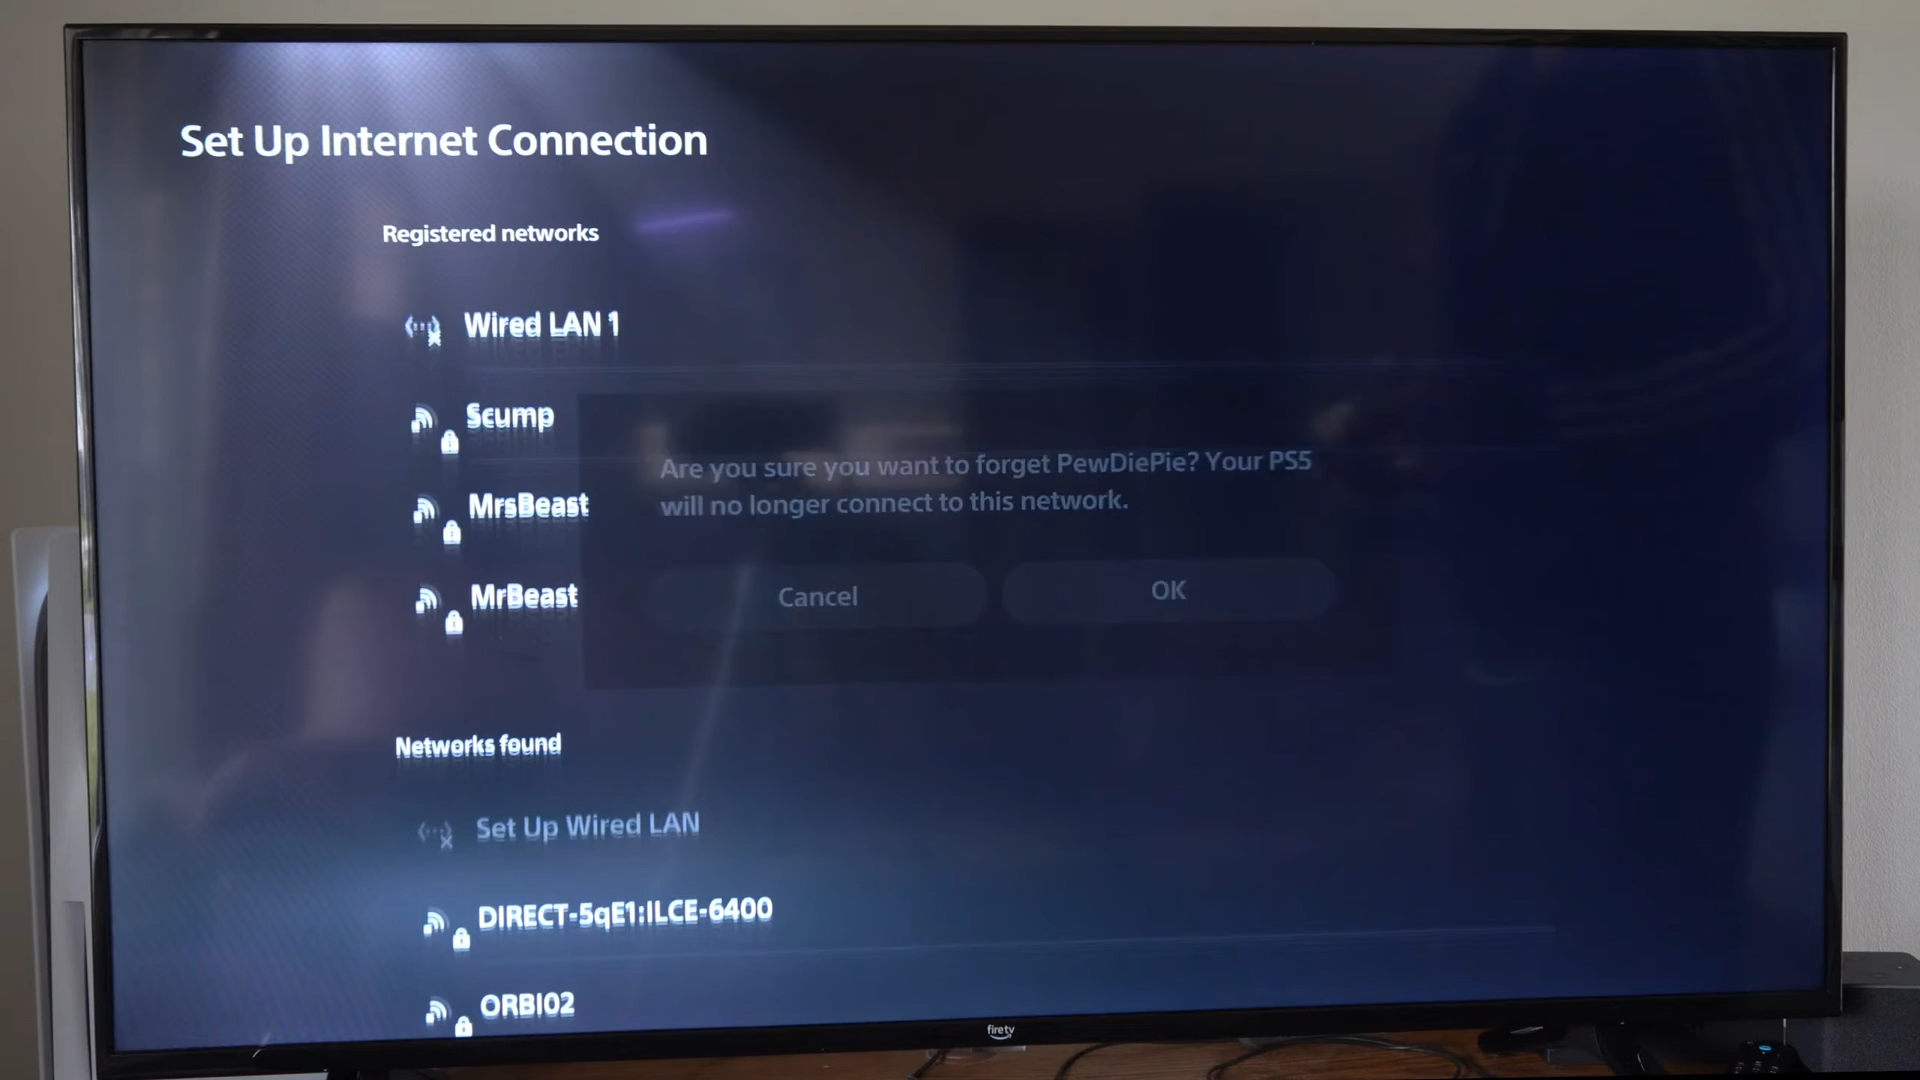 Set Up Internet Connection
Registered networks
Wired LAN 1
Scump
MrsBeast
MrBeast
Are you sure you want to forget PewDiePie? Your PS5
will no longer connect to this network.
Cancel
OK
Networks found
Set Up Wired LAN
DIRECT-5qE1:ILCE-6400
ORBI02
firetv